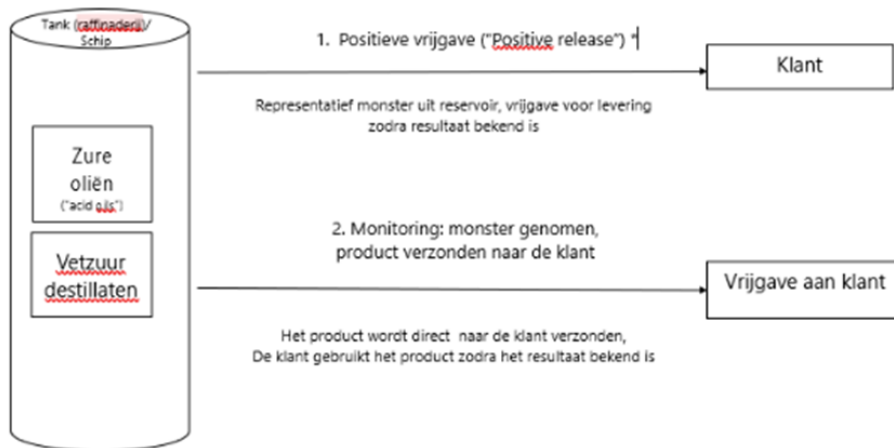 Tank (raffinaderij)/
Schip
1. Positieve vrijgave ("Positive release") *
Klant
Representatief monster uit reservoir, vrijgave voor levering
zodra resultaat bekend is
Zure
oliën
("acid oils")
2. Monitoring: monster genomen,
product verzonden naar de klant
Vetzuur
destillaten
Vrijgave aan klant
Het product wordt direct naar de klant verzonden,
De klant gebruikt het product zodra het resultaat bekend is